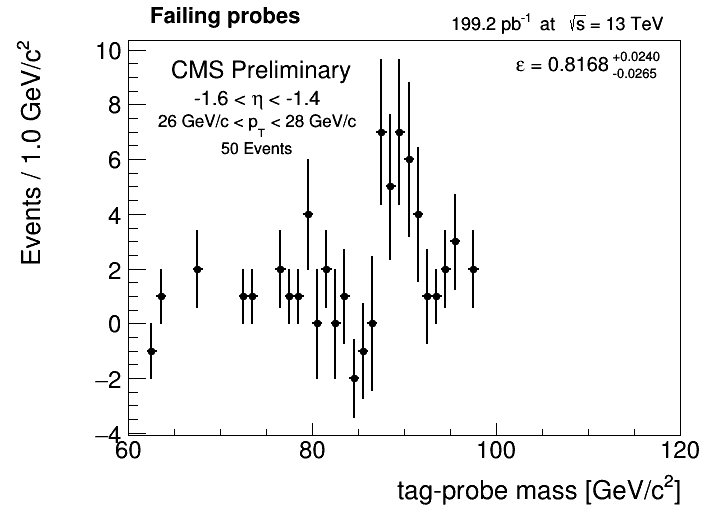 Failing probes
199.2 pb⁻¹ at √s = 13 TeV
CMS Preliminary
ε = 0.8168 +0.0240 -0.0265
-1.6 < η < -1.4
26 GeV/c < p_T < 28 GeV/c
50 Events
Events / 1.0 GeV/c²
10
8
6
4
2
0
−2
−4
60 80 100 120
tag-probe mass [GeV/c²]